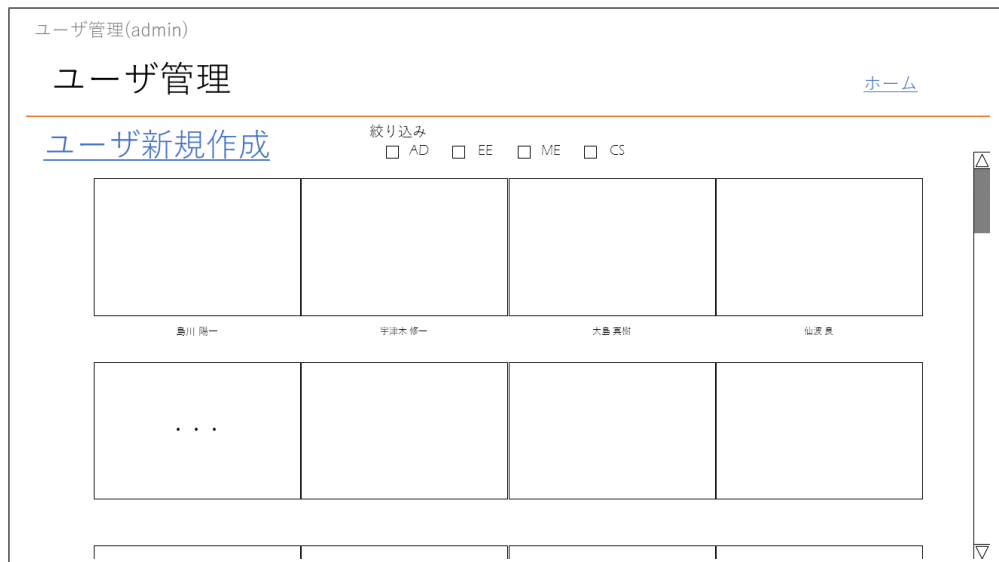 ユーザ管理(admin)
ユーザ管理
ホーム
ユーザ新規作成
絞り込み
AD EE ME CS
島川 陽一 宇津木 修一 大島 真樹 仙波 良
・・・